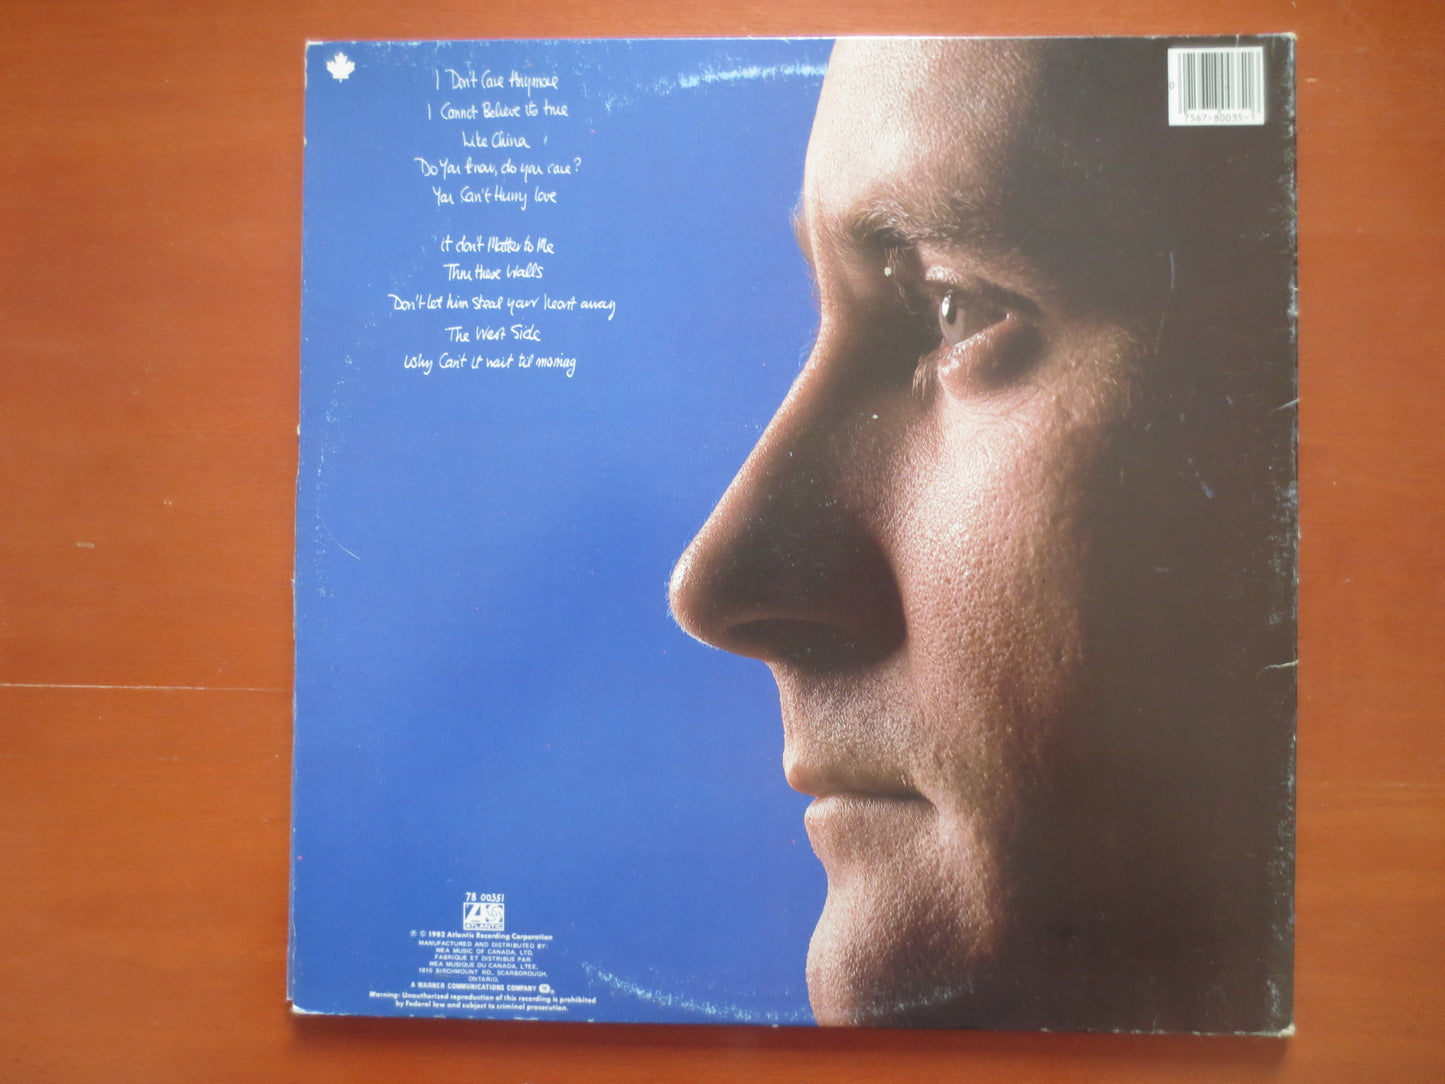 I Don't Care Anymore
I Cannot Believe its true
Like China
Do You know, do you care?
You Can't Hurry love
it don't Matter to Me
Thru these Walls
Don't let him steal your heart away
The West Side
Why Can't it wait til morning
0
7567-80035-1
78 00351
ATLANTIC
℗ © 1982 Atlantic Recording Corporation
MANUFACTURED AND DISTRIBUTED BY:
WEA MUSIC OF CANADA, LTD.
FABRIQUE ET DISTRIBUE PAR:
WEA MUSIQUE DU CANADA, LTEE.
1810 BIRCHMOUNT RD., SCARBOROUGH,
ONTARIO.
A WARNER COMMUNICATIONS COMPANY
Warning: Unauthorized reproduction of this recording is prohibited
by Federal law and subject to criminal prosecution.